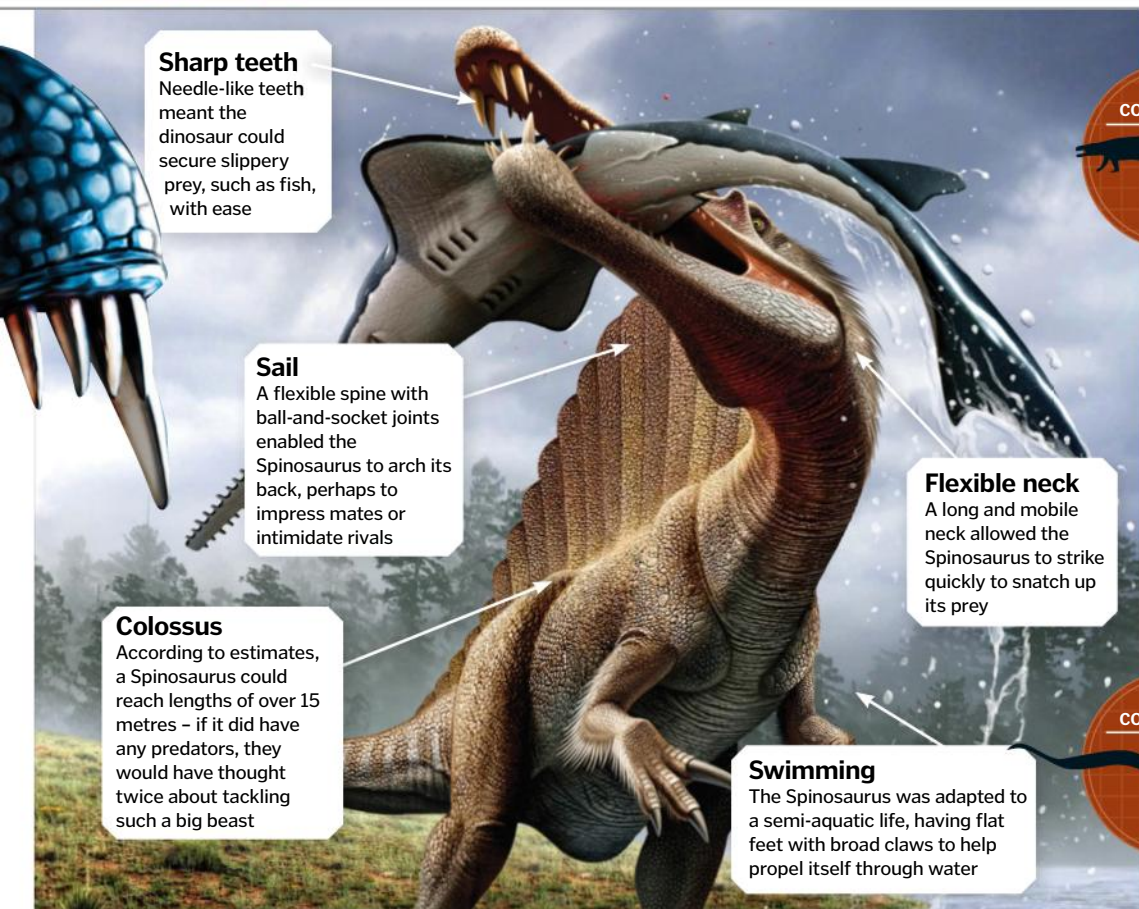 Sharp teeth
Needle-like teeth
meant the
dinosaur could
secure slippery
prey, such as fish,
with ease
Sail
A flexible spine with
ball-and-socket joints
enabled the
Spinosaurus to arch its
back, perhaps to
impress mates or
intimidate rivals
Flexible neck
A long and mobile
neck allowed the
Spinosaurus to strike
quickly to snatch up
its prey
Colossus
According to estimates,
a Spinosaurus could
reach lengths of over 15
metres – if it did have
any predators, they
would have thought
twice about tackling
such a big beast
Swimming
The Spinosaurus was adapted to
a semi-aquatic life, having flat
feet with broad claws to help
propel itself through water